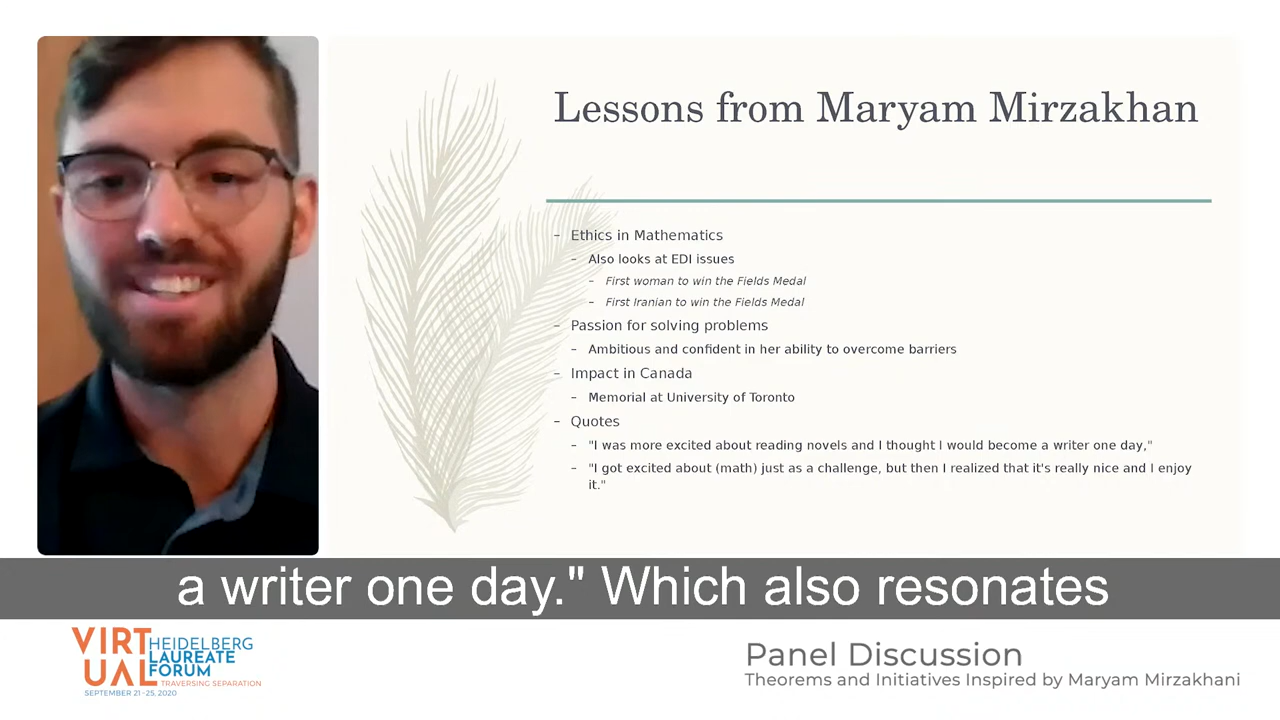 Lessons from Maryam Mirzakhan
– Ethics in Mathematics
– Also looks at EDI issues
– First woman to win the Fields Medal
– First Iranian to win the Fields Medal
– Passion for solving problems
– Ambitious and confident in her ability to overcome barriers
– Impact in Canada
– Memorial at University of Toronto
– Quotes
– "I was more excited about reading novels and I thought I would become a writer one day,"
– "I got excited about (math) just as a challenge, but then I realized that it's really nice and I enjoy
it."
a writer one day." Which also resonates
VIRT
UAL
HEIDELBERG
LAUREATE
FORUM
TRAVERSING SEPARATION
SEPTEMBER 21–25, 2020
Panel Discussion
Theorems and Initiatives Inspired by Maryam Mirzakhani